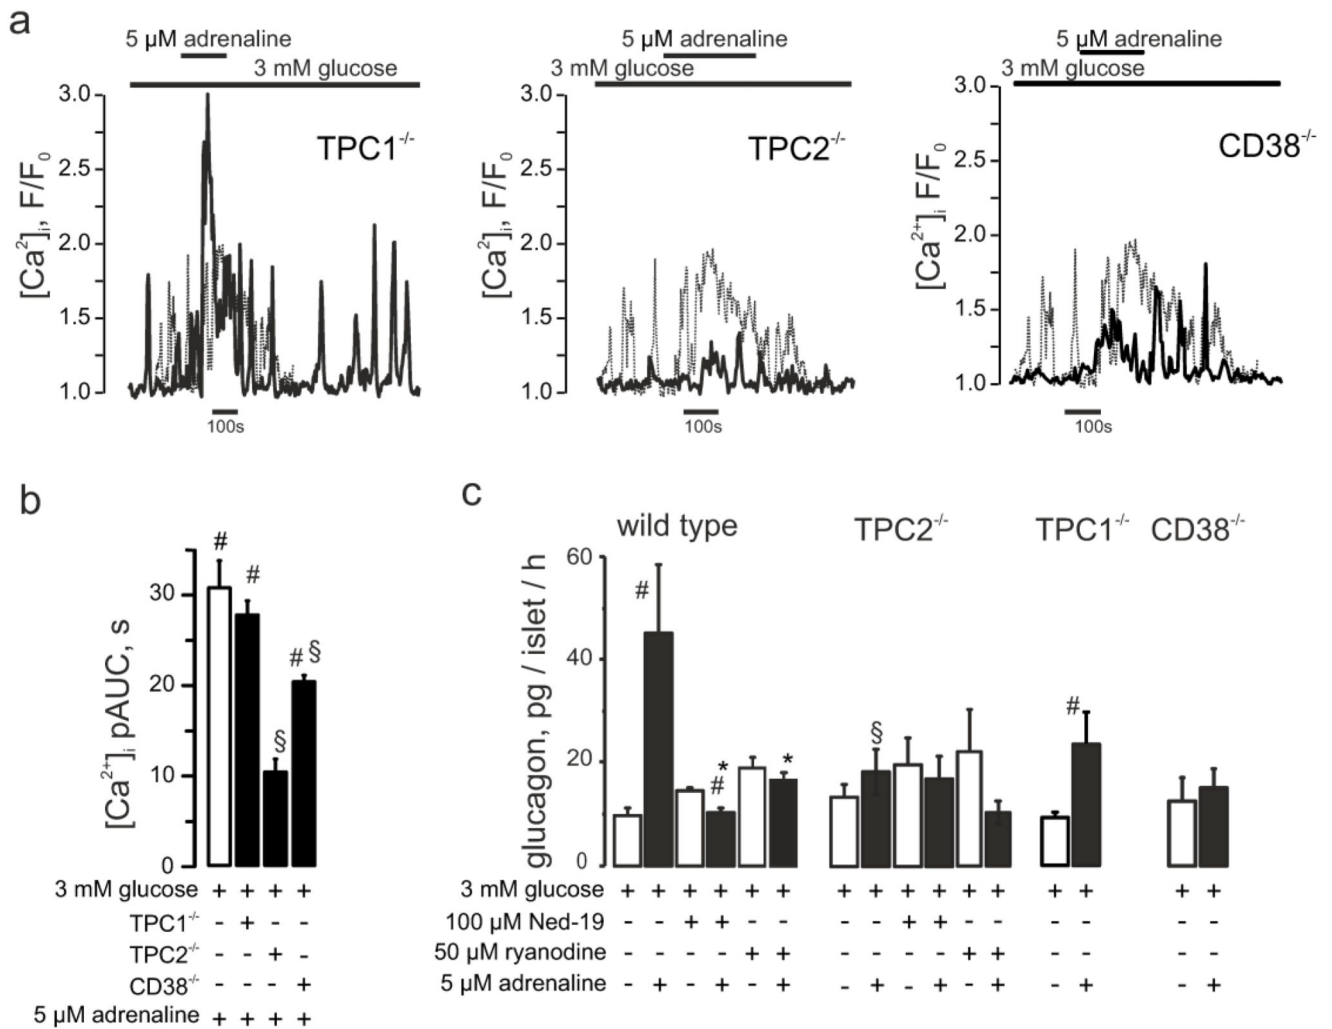 a
5 µM adrenaline
3 mM glucose
TPC1-/-
[Ca2]i, F/F0
3.0
2.5
2.0
1.5
1.0
100s
5 µM adrenaline
3 mM glucose
TPC2-/-
[Ca2]i, F/F0
3.0
2.5
2.0
1.5
1.0
100s
5 µM adrenaline
3 mM glucose
CD38-/-
[Ca2+]i F/F0
3.0
2.5
2.0
1.5
1.0
100s
b
[Ca2+]i pAUC, s
30
20
10
0
# # § # §
3 mM glucose + + + +
TPC1-/- - + - -
TPC2-/- - - + -
CD38-/- - - - +
5 µM adrenaline + + + +
c
wild type TPC2-/- TPC1-/- CD38-/-
glucagon, pg / islet / h
60
40
20
0
# * # * § #
3 mM glucose + + + + + + + + + + + + + + + +
100 µM Ned-19 - - + + - - - - + + - - - - - -
50 µM ryanodine - - - - + + - - - - + + - - - -
5 µM adrenaline - + - + - + - + - + - + - + - +